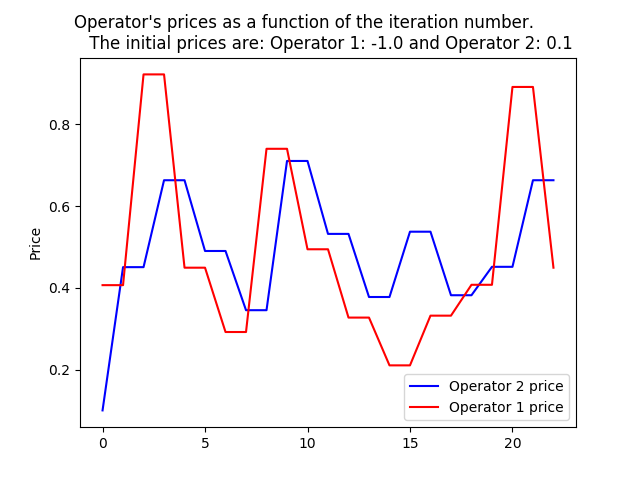 Operator's prices as a function of the iteration number.
The initial prices are: Operator 1: -1.0 and Operator 2: 0.1
0.8
0.6
Price
0.4
0.2
Operator 2 price
Operator 1 price
0 5 10 15 20